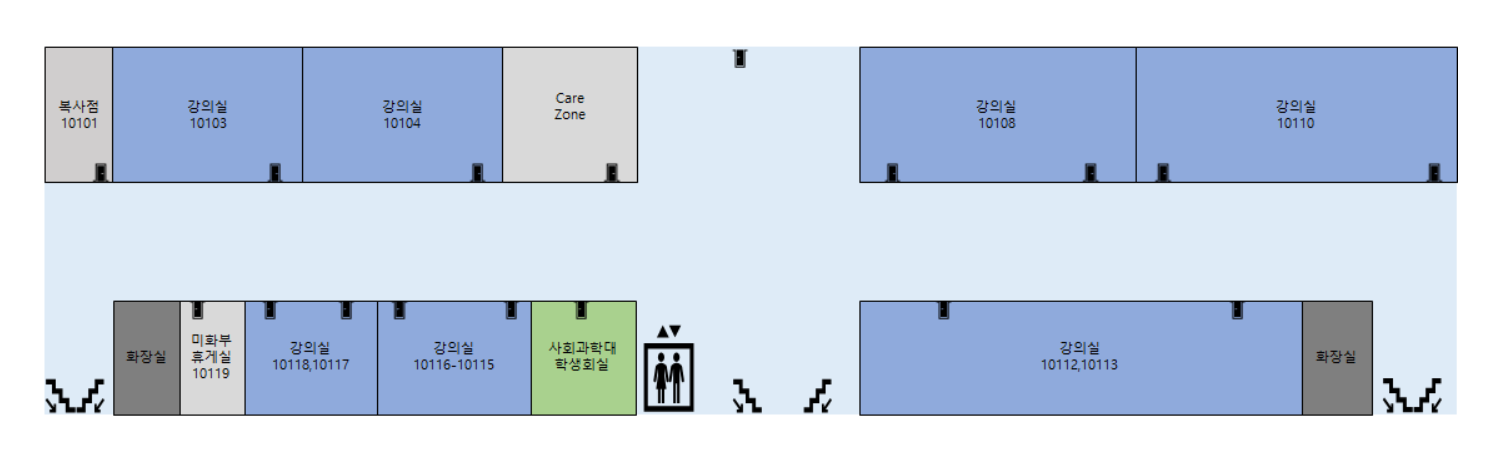 복사점
10101
강의실
10103
강의실
10104
Care
Zone
강의실
10108
강의실
10110
화장실
미화부
휴게실
10119
강의실
10118,10117
강의실
10116-10115
사회과학대
학생회실
▲▼
강의실
10112,10113
화장실